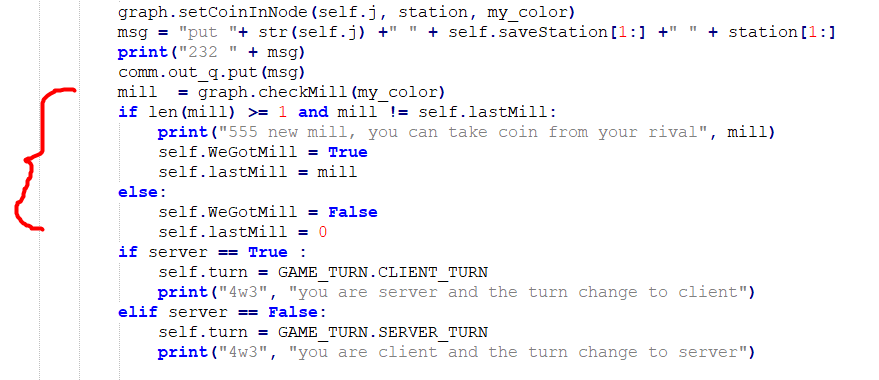 graph.setCoinInNode(self.j, station, my_color)
msg = "put "+ str(self.j) +" " + self.saveStation[1:] +" " + station[1:]
print("232 " + msg)
comm.out_q.put(msg)
mill  = graph.checkMill(my_color)
if len(mill) >= 1 and mill != self.lastMill:
    print("555 new mill, you can take coin from your rival", mill)
    self.WeGotMill = True
    self.lastMill = mill
else:
    self.WeGotMill = False
    self.lastMill = 0
if server == True :
    self.turn = GAME_TURN.CLIENT_TURN
    print("4w3", "you are server and the turn change to client")
elif server == False:
    self.turn = GAME_TURN.SERVER_TURN
    print("4w3", "you are client and the turn change to server")